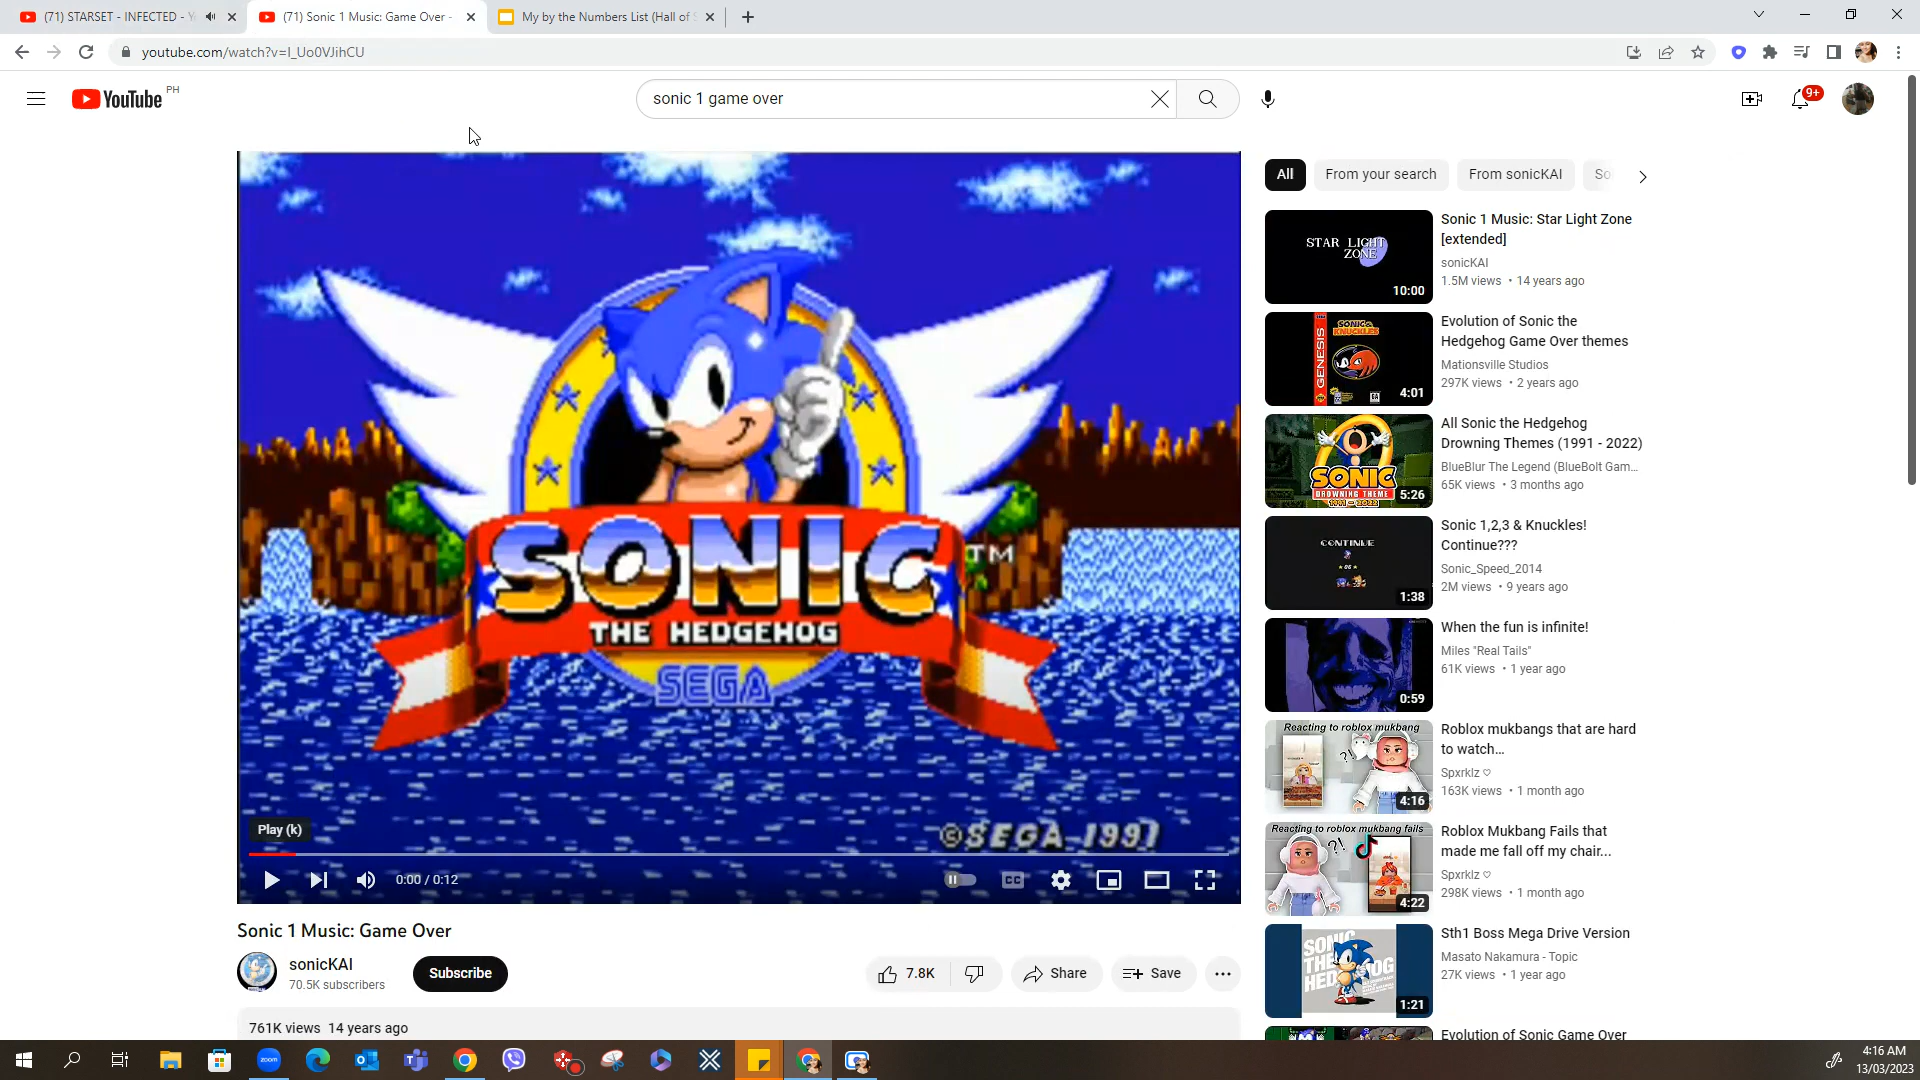 (71) STARSET - INFECTED - Y
(71) Sonic 1 Music: Game Over -
My by the Numbers List (Hall of S
youtube.com/watch?v=I_Uo0VJihCU
YouTube PH
sonic 1 game over
9+
SONIC
TM
THE HEDGEHOG
SEGA
©SEGA 1991
Play (k)
0:00 / 0:12
CC
Sonic 1 Music: Game Over
sonicKAI
70.5K subscribers
Subscribe
7.8K
Share
Save
761K views 14 years ago
All
From your search
From sonicKAI
So
STAR LIGHT
ZONE
10:00
Sonic 1 Music: Star Light Zone
[extended]
sonicKAI
1.5M views • 14 years ago
GENESIS
4:01
Evolution of Sonic the
Hedgehog Game Over themes
Mationsville Studios
297K views • 2 years ago
SONIC
DROWNING THEME
5:26
All Sonic the Hedgehog
Drowning Themes (1991 - 2022)
BlueBlur The Legend (BlueBolt Gam...
65K views • 3 months ago
CONTINUE
1:38
Sonic 1,2,3 & Knuckles!
Continue???
Sonic_Speed_2014
2M views • 9 years ago
0:59
When the fun is infinite!
Miles "Real Tails"
61K views • 1 year ago
Reacting to roblox mukbang
?!
4:16
Roblox mukbangs that are hard
to watch...
Spxrklz ♡
163K views • 1 month ago
Reacting to roblox mukbang fails
?!
4:22
Roblox Mukbang Fails that
made me fall off my chair...
Spxrklz ♡
298K views • 1 month ago
SONIC
THE
HEDGEHOG
1:21
Sth1 Boss Mega Drive Version
Masato Nakamura - Topic
27K views • 1 year ago
Evolution of Sonic Game Over
zoom
4:16 AM
13/03/2023